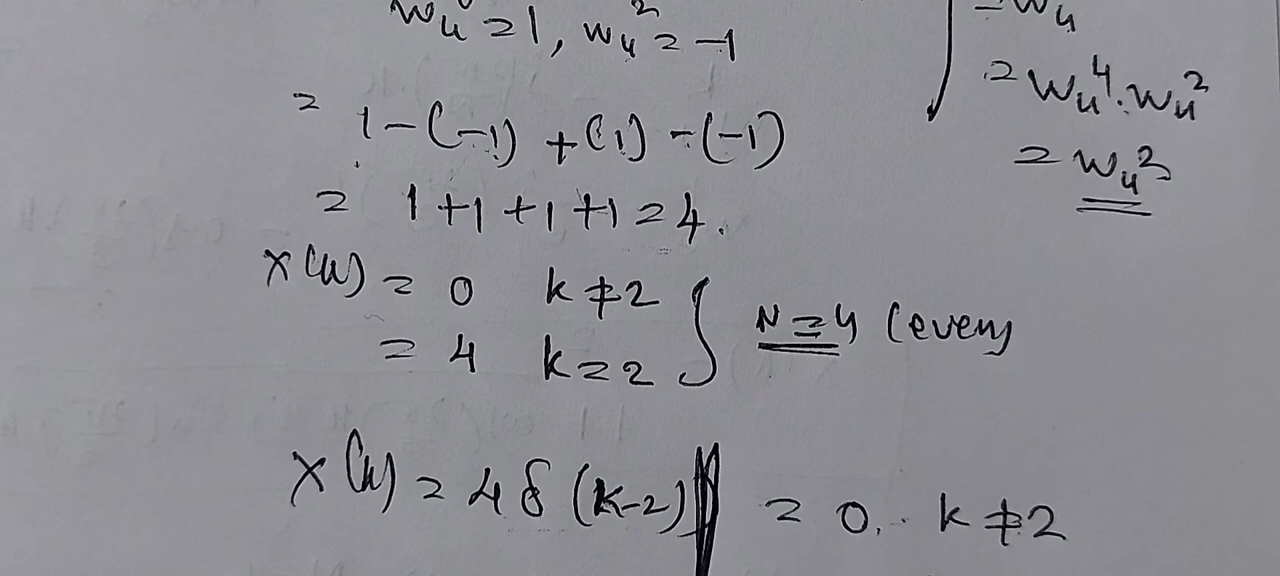 W₄⁰ = 1, W₄² = -1
= 1 - (-1) + (1) - (-1)
= 1 + 1 + 1 + 1 = 4.
X(k) = 0 k ≠ 2
= 4 k = 2 } N = 4 (even)
X(k) = 4 δ (k-2) || = 0. k ≠ 2
= W₄
= W₄⁴ · W₄²
= W₄²